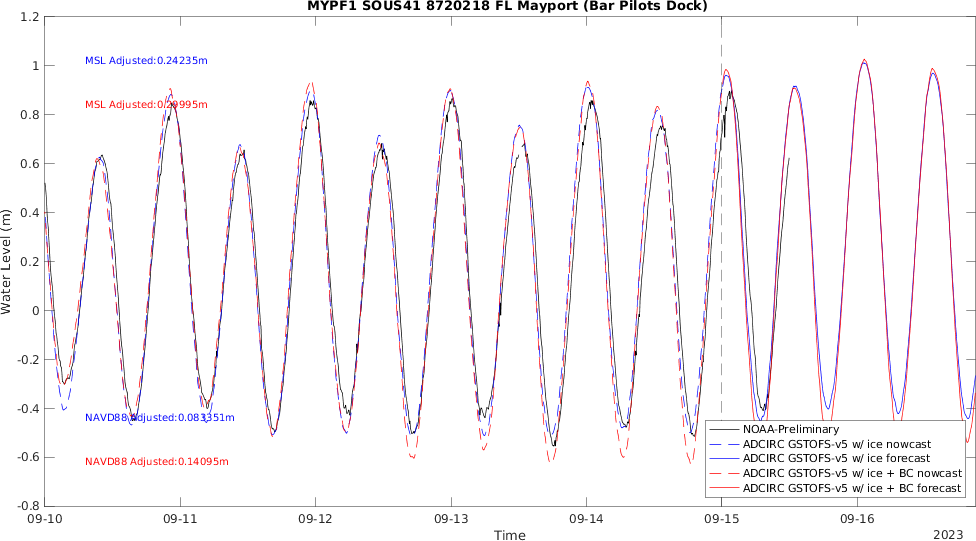 MYPF1 SOUS41 8720218 FL Mayport (Bar Pilots Dock)
1.2
1
0.8
0.6
0.4
0.2
0
-0.2
-0.4
-0.6
-0.8
Water Level (m)
MSL Adjusted:0.24235m
MSL Adjusted:0.29995m
NAVD88 Adjusted:0.083351m
NAVD88 Adjusted:0.14095m
NOAA-Preliminary
ADCIRC GSTOFS-v5 w/ ice nowcast
ADCIRC GSTOFS-v5 w/ ice forecast
ADCIRC GSTOFS-v5 w/ ice + BC nowcast
ADCIRC GSTOFS-v5 w/ ice + BC forecast
09-10 09-11 09-12 09-13 09-14 09-15 09-16
Time
2023